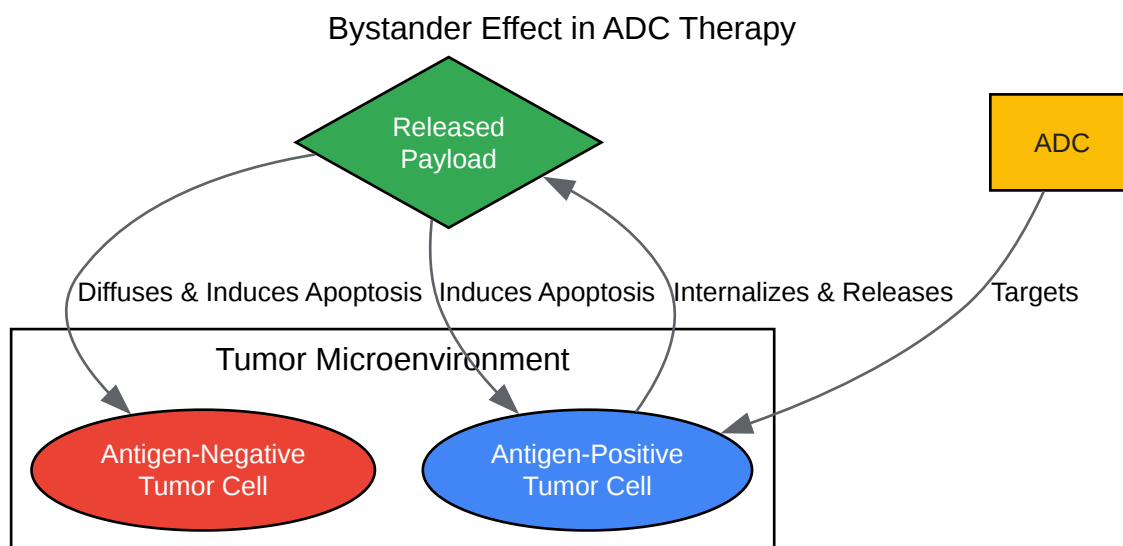 Bystander Effect in ADC Therapy
Released
Payload
ADC
Diffuses & Induces Apoptosis
Induces Apoptosis
Internalizes & Releases
Targets
Tumor Microenvironment
Antigen-Negative
Tumor Cell
Antigen-Positive
Tumor Cell